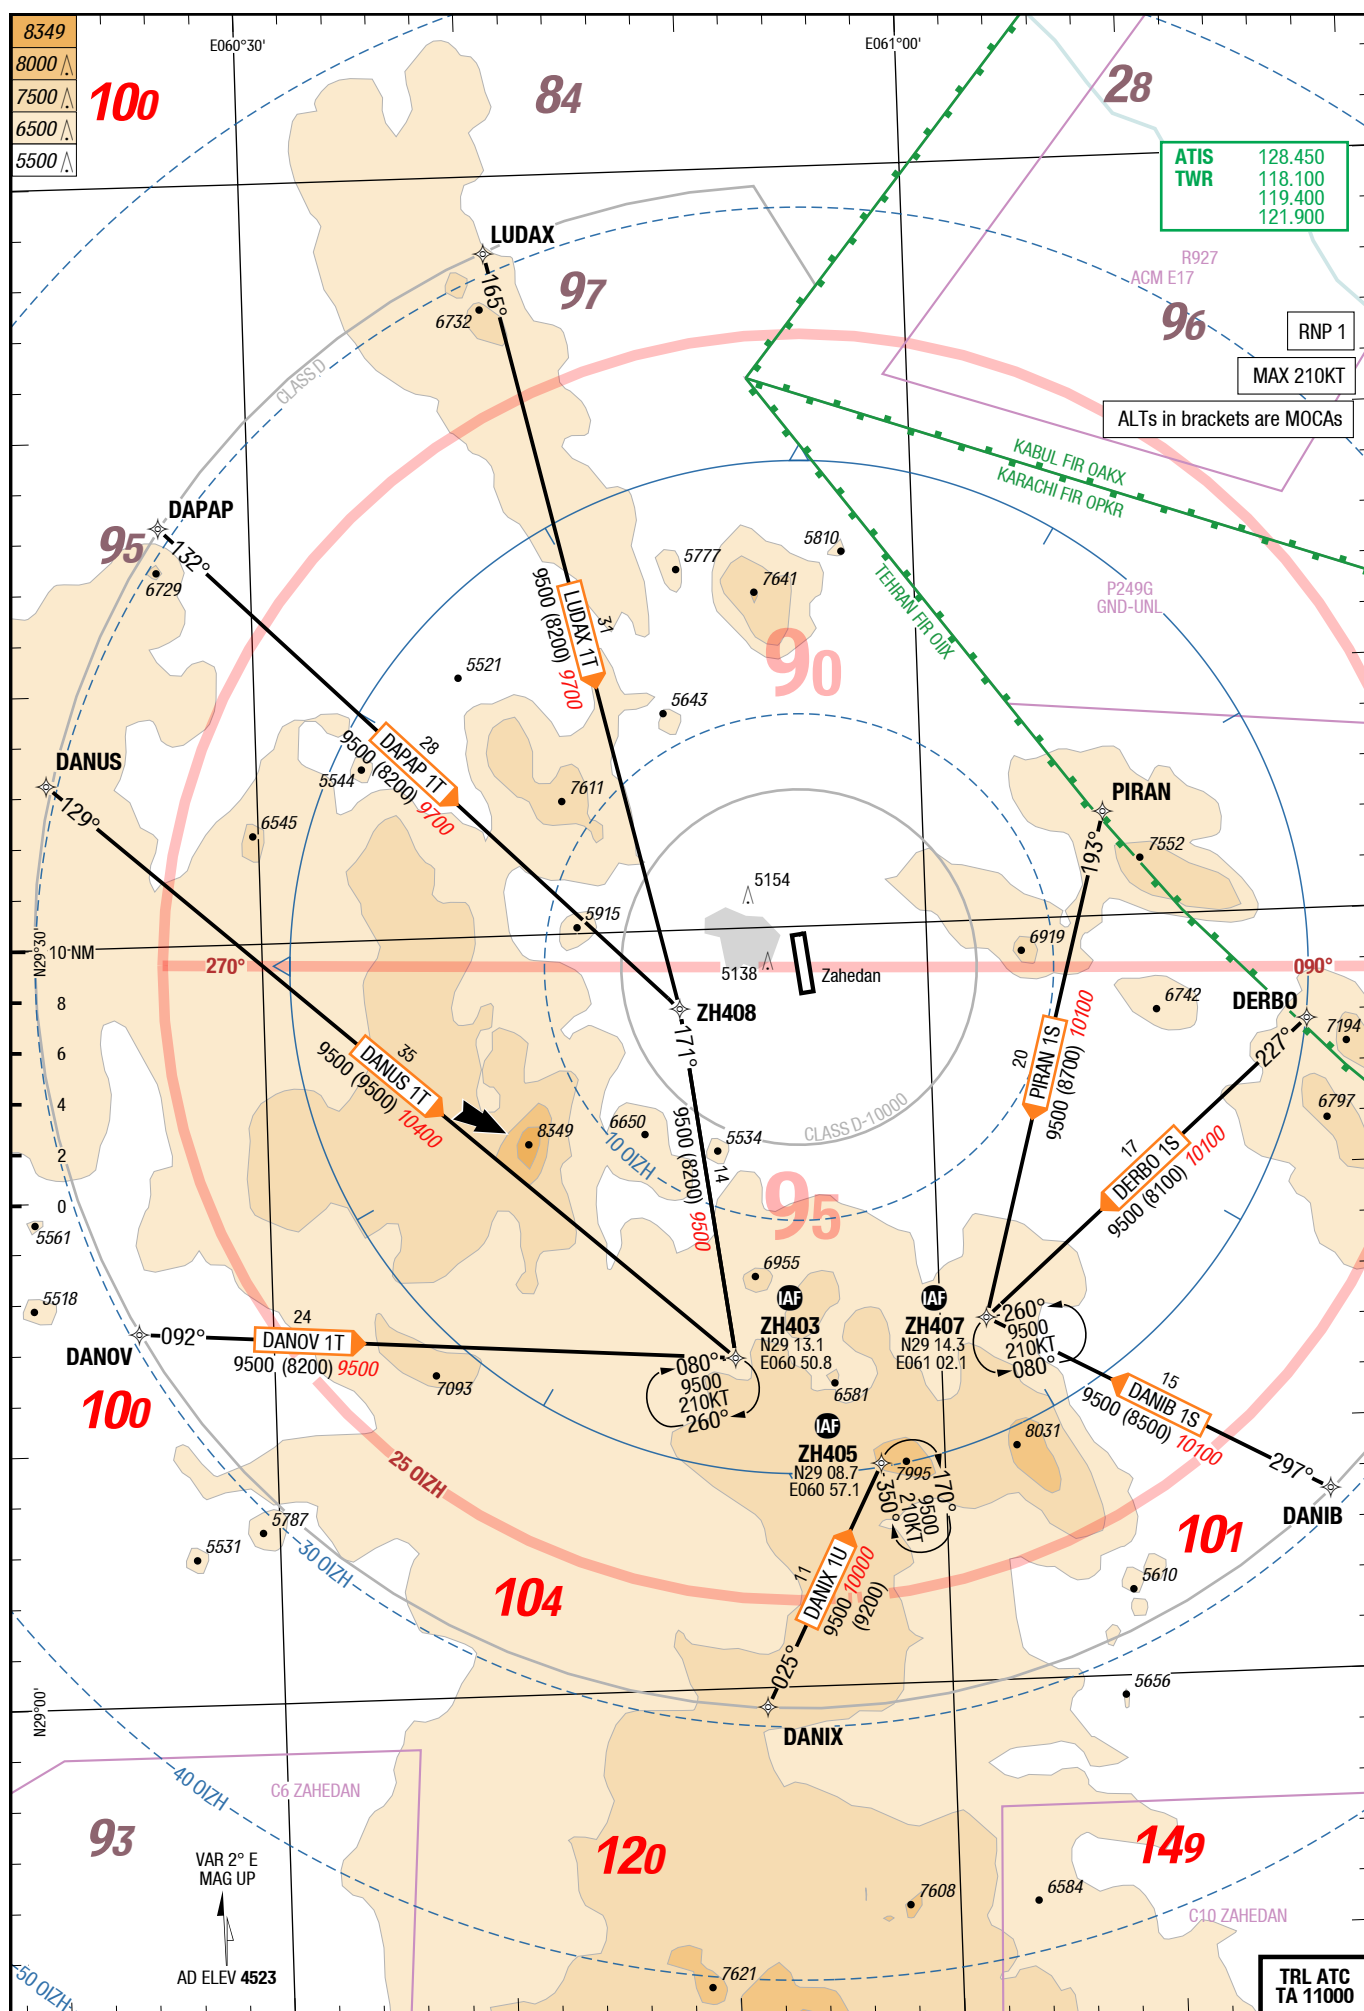 8349
8000
7500
6500
5500
E060°30'
E061°00'
100
84
28
ATIS 128.450
TWR 118.100
119.400
121.900
R927
ACM E17
LUDAX
165°
97
96
6732
RNP 1
MAX 210KT
ALTs in brackets are MOCAs
CLASS D
KABUL FIR OAKX
KARACHI FIR OPKR
DAPAP
132°
95
6729
5777
5810
7641
TEHRAN FIR OIIX
P249G
GND-UNL
31
LUDAX 1T
9500 (8200) 9700
90
5521
5643
28
DAPAP 1T
9500 (8200) 9700
DANUS
129°
5544
7611
6545
PIRAN
193°
7552
5154
5915
6919
N29°30'
10 NM
270°
5138
Zahedan
090°
8
6
4
2
0
ZH408
171°
6742
DERBO
227°
7194
6797
35
DANUS 1T
9500 (9500) 10400
20
PIRAN 1S
9500 (8700) 10100
CLASS D-10000
8349
6650
5534
10 OIZH
14
9500 (8200) 9500
17
DERBO 1S
9500 (8100) 10100
95
5561
5518
6955
IAF
ZH403
N29 13.1
E060 50.8
IAF
ZH407
N29 14.3
E061 02.1
260°
9500
210KT
080°
DANOV
092°
24
DANOV 1T
9500 (8200) 9500
7093
080°
9500
210KT
260°
6581
15
DANIB 1S
9500 (8500) 10100
297°
DANIB
100
IAF
ZH405
N29 08.7
E060 57.1
7995
8031
170°
9500
210KT
350°
25 OIZH
5787
5531
30 OIZH
104
101
5610
11
DANIX 1U
9500 10000
(9200)
025°
DANIX
5656
N29°00'
40 OIZH
C6 ZAHEDAN
93
120
149
VAR 2° E
MAG UP
AD ELEV 4523
7608
6584
C10 ZAHEDAN
7621
50 OIZH
TRL ATC
TA 11000